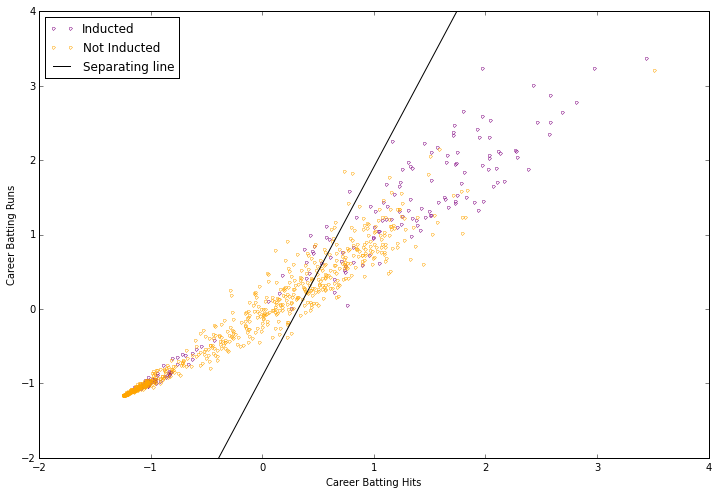 Inducted
Not Inducted
Separating line
4
3
2
1
0
−1
−2
Career Batting Runs
−2
−1
0
1
2
3
4
Career Batting Hits